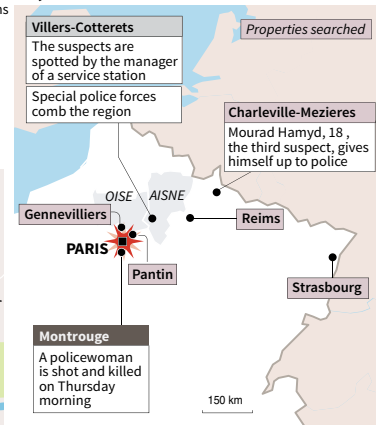 ns
Villers-Cotterets
The suspects are
spotted by the manager
of a service station
Special police forces
comb the region
Properties searched
Charleville-Mezieres
Mourad Hamyd, 18 ,
the third suspect, gives
himself up to police
OISE
AISNE
Gennevilliers
Reims
PARIS
Pantin
Strasbourg
Montrouge
A policewoman
is shot and killed
on Thursday
morning
150 km